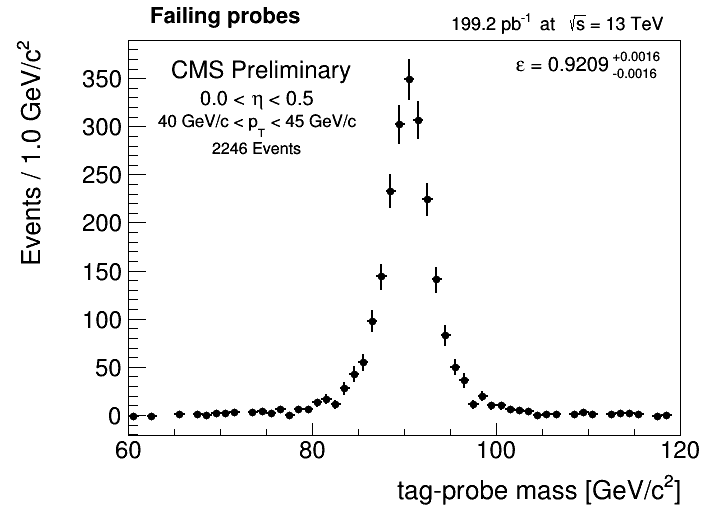 Failing probes
199.2 pb⁻¹ at √s = 13 TeV
CMS Preliminary
0.0 < η < 0.5
40 GeV/c < p_T < 45 GeV/c
2246 Events
ε = 0.9209 +0.0016 -0.0016
Events / 1.0 GeV/c²
350
300
250
200
150
100
50
0
60 80 100 120
tag-probe mass [GeV/c²]